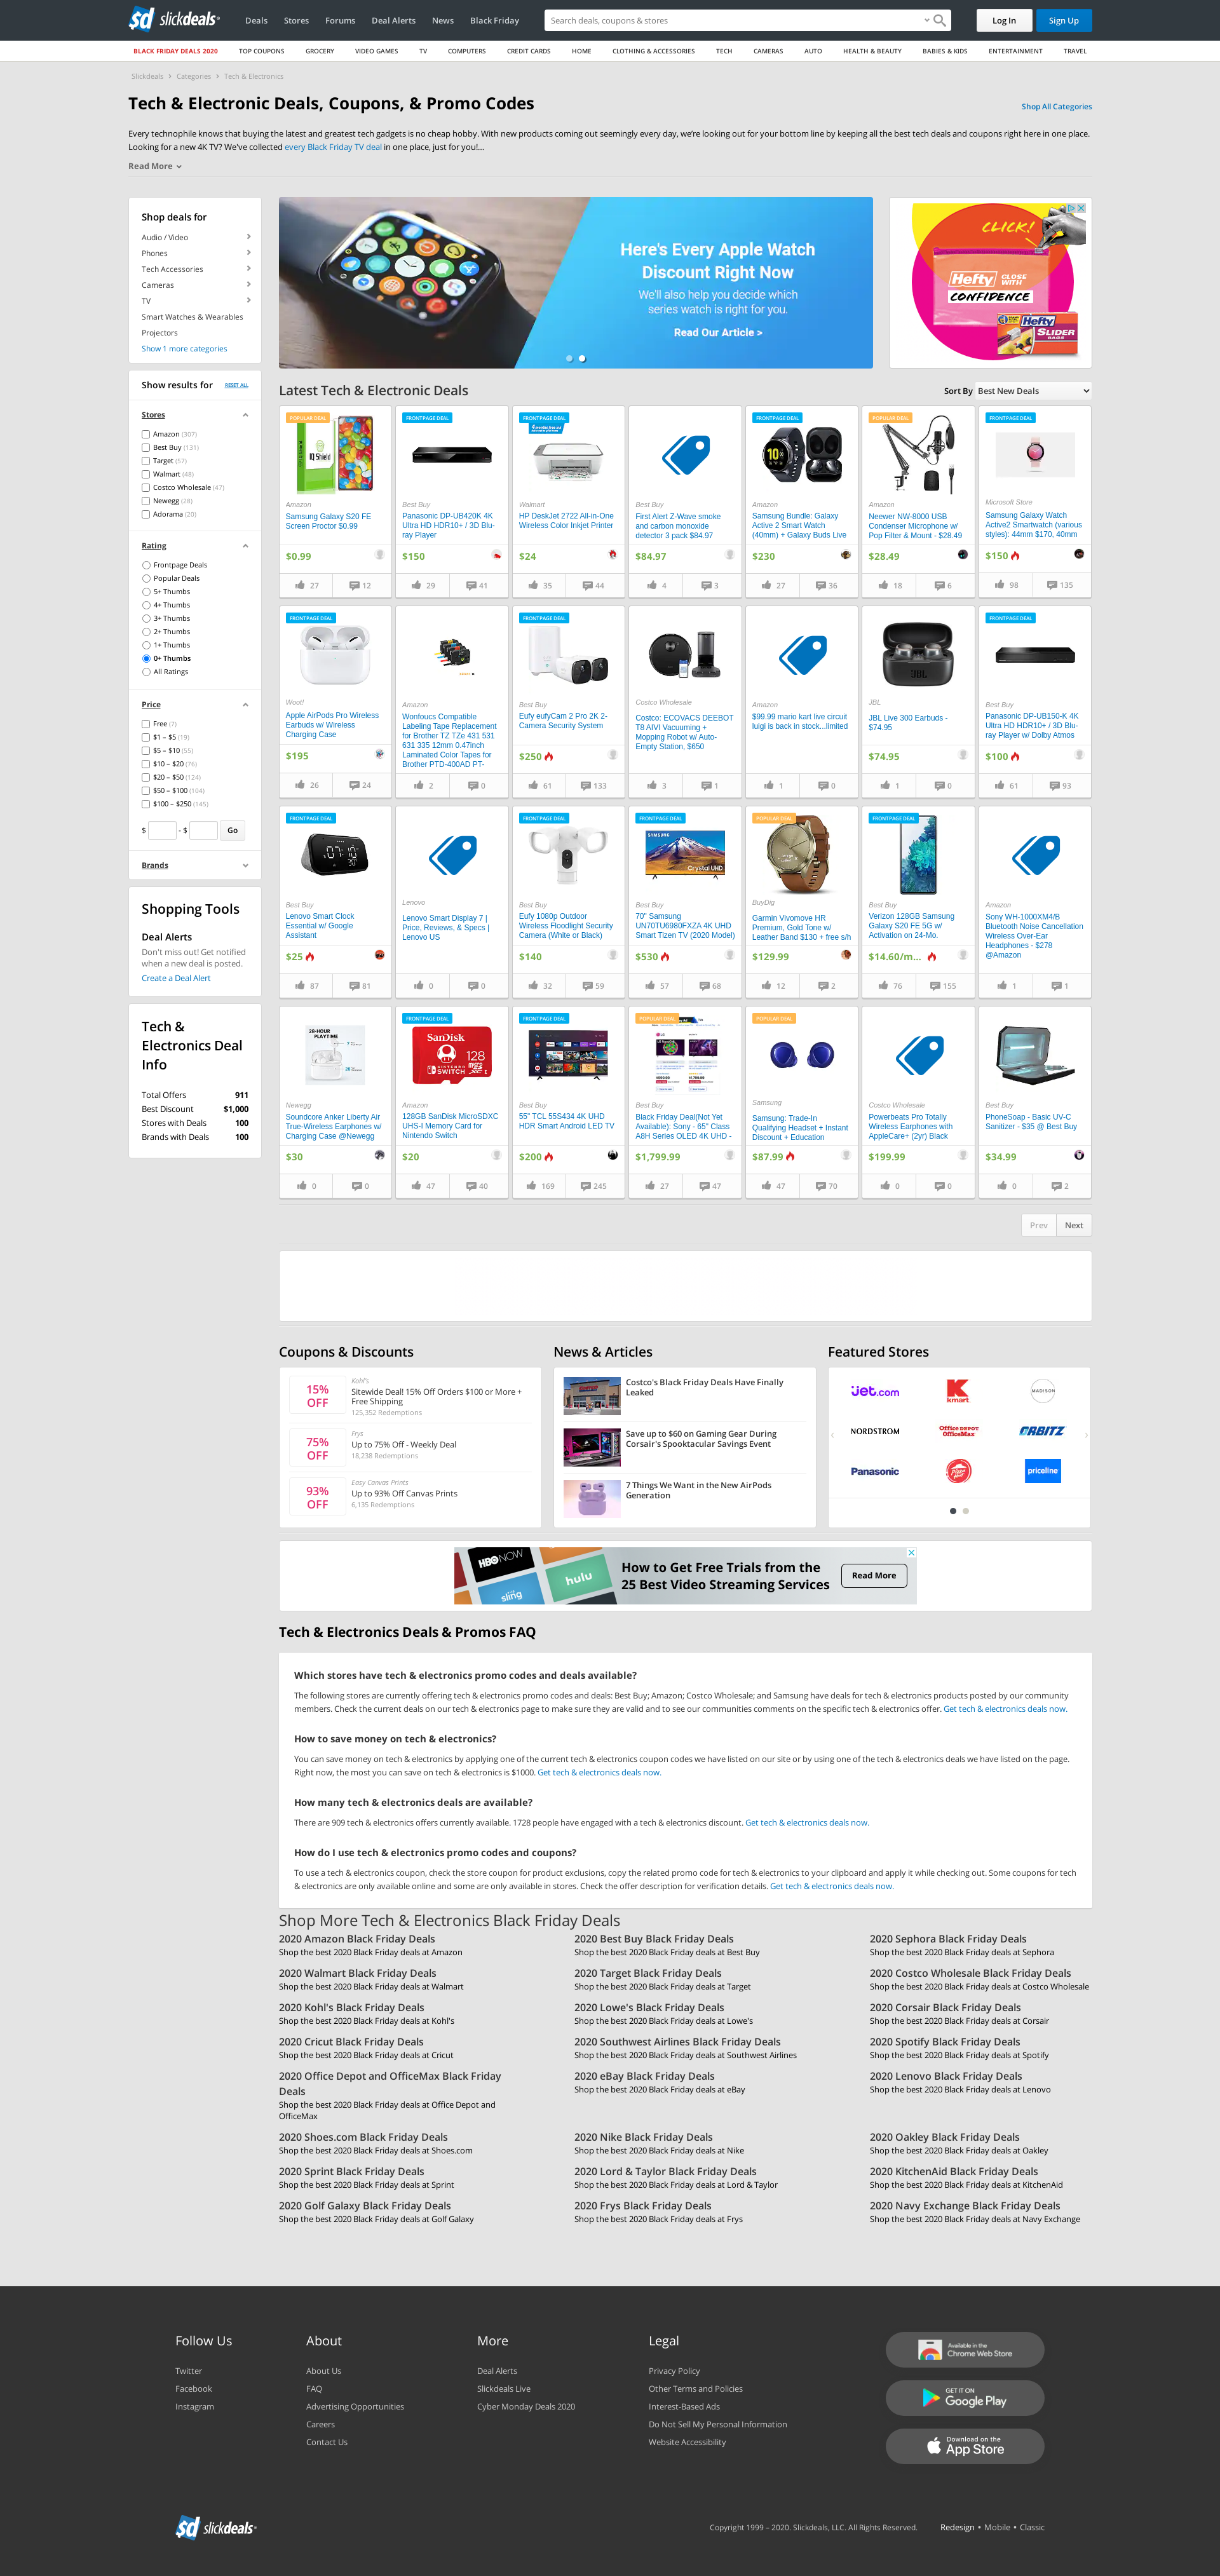 slickdeals
Deals
Stores
Forums
Deal Alerts
News
Black Friday
Search deals, coupons & stores
Log In
Sign Up
BLACK FRIDAY DEALS 2020
TOP COUPONS
GROCERY
VIDEO GAMES
TV
COMPUTERS
CREDIT CARDS
HOME
CLOTHING & ACCESSORIES
TECH
CAMERAS
AUTO
HEALTH & BEAUTY
BABIES & KIDS
ENTERTAINMENT
TRAVEL
Slickdeals > Categories > Tech & Electronics
Tech & Electronic Deals, Coupons, & Promo Codes
Shop All Categories
Every technophile knows that buying the latest and greatest tech gadgets is no cheap hobby. With new products coming out seemingly every day, we're looking out for your bottom line by keeping all the best tech deals and coupons right here in one place.
Looking for a new 4K TV? We've collected every Black Friday TV deal in one place, just for you!...
Read More
Shop deals for
Audio / Video
Phones
Tech Accessories
Cameras
TV
Smart Watches & Wearables
Projectors
Show 1 more categories
Here's Every Apple Watch
Discount Right Now
We'll also help you decide which
series watch is right for you.
Read Our Article >
CLICK!
Hefty
CLOSE WITH
CONFIDENCE
Hefty
SLIDER
BAGS
Show results for
RESET ALL
Stores
Amazon (307)
Best Buy (131)
Target (57)
Walmart (48)
Costco Wholesale (47)
Newegg (28)
Adorama (20)
Rating
Frontpage Deals
Popular Deals
5+ Thumbs
4+ Thumbs
3+ Thumbs
2+ Thumbs
1+ Thumbs
0+ Thumbs
All Ratings
Price
Free (7)
$1 – $5 (19)
$5 – $10 (55)
$10 – $20 (76)
$20 – $50 (124)
$50 – $100 (104)
$100 – $250 (145)
$ - $ Go
Brands
Shopping Tools
Deal Alerts
Don't miss out! Get notified
when a new deal is posted.
Create a Deal Alert
Tech &
Electronics Deal
Info
Total Offers 911
Best Discount $1,000
Stores with Deals 100
Brands with Deals 100
Latest Tech & Electronic Deals
Sort By Best New Deals
POPULAR DEAL
IQ Shield
Amazon
Samsung Galaxy S20 FE
Screen Proctor $0.99
$0.99
27 12
FRONTPAGE DEAL
Best Buy
Panasonic DP-UB420K 4K
Ultra HD HDR10+ / 3D Blu-
ray Player
$150
29 41
FRONTPAGE DEAL
Walmart
HP DeskJet 2722 All-in-One
Wireless Color Inkjet Printer
$24
35 44
Best Buy
First Alert Z-Wave smoke
and carbon monoxide
detector 3 pack $84.97
$84.97
4 3
FRONTPAGE DEAL
Amazon
Samsung Bundle: Galaxy
Active 2 Smart Watch
(40mm) + Galaxy Buds Live
$230
27 36
POPULAR DEAL
Amazon
Neewer NW-8000 USB
Condenser Microphone w/
Pop Filter & Mount - $28.49
$28.49
18 6
FRONTPAGE DEAL
Microsoft Store
Samsung Galaxy Watch
Active2 Smartwatch (various
styles): 44mm $170, 40mm
$150
98 135
FRONTPAGE DEAL
Woot!
Apple AirPods Pro Wireless
Earbuds w/ Wireless
Charging Case
$195
26 24
Amazon
Wonfoucs Compatible
Labeling Tape Replacement
for Brother TZ TZe 431 531
631 335 12mm 0.47inch
Laminated Color Tapes for
Brother PTD-400AD PT-
2 0
FRONTPAGE DEAL
Best Buy
Eufy eufyCam 2 Pro 2K 2-
Camera Security System
$250
61 133
Costco Wholesale
Costco: ECOVACS DEEBOT
T8 AIVI Vacuuming +
Mopping Robot w/ Auto-
Empty Station, $650
3 1
Amazon
$99.99 mario kart live circuit
luigi is back in stock...limited
1 0
JBL
JBL
JBL Live 300 Earbuds -
$74.95
$74.95
1 0
FRONTPAGE DEAL
Best Buy
Panasonic DP-UB150-K 4K
Ultra HD HDR10+ / 3D Blu-
ray Player w/ Dolby Atmos
$100
61 93
FRONTPAGE DEAL
Best Buy
Lenovo Smart Clock
Essential w/ Google
Assistant
$25
87 81
Lenovo
Lenovo Smart Display 7 |
Price, Reviews, & Specs |
Lenovo US
0 0
FRONTPAGE DEAL
Best Buy
Eufy 1080p Outdoor
Wireless Floodlight Security
Camera (White or Black)
$140
32 59
FRONTPAGE DEAL
SAMSUNG
Crystal UHD
Best Buy
70" Samsung
UN70TU6980FXZA 4K UHD
Smart Tizen TV (2020 Model)
$530
57 68
POPULAR DEAL
BuyDig
Garmin Vivomove HR
Premium, Gold Tone w/
Leather Band $130 + free s/h
$129.99
12 2
FRONTPAGE DEAL
Best Buy
Verizon 128GB Samsung
Galaxy S20 FE 5G w/
Activation on 24-Mo.
$14.60/m...
76 155
Amazon
Sony WH-1000XM4/B
Bluetooth Noise Cancellation
Wireless Over-Ear
Headphones - $278
@Amazon
1 1
28-HOUR
PLAYTIME
Newegg
Soundcore Anker Liberty Air
True-Wireless Earphones w/
Charging Case @Newegg
$30
0 0
FRONTPAGE DEAL
SanDisk
128
NINTENDO
SWITCH
Amazon
128GB SanDisk MicroSDXC
UHS-I Memory Card for
Nintendo Switch
$20
47 40
FRONTPAGE DEAL
Best Buy
55" TCL 55S434 4K UHD
HDR Smart Android LED TV
$200
169 245
POPULAR DEAL
Best Buy
Black Friday Deal(Not Yet
Available): Sony - 65" Class
A8H Series OLED 4K UHD -
$1,799.99
27 47
POPULAR DEAL
Samsung
Samsung: Trade-In
Qualifying Headset + Instant
Discount + Education
$87.99
47 70
Costco Wholesale
Powerbeats Pro Totally
Wireless Earphones with
AppleCare+ (2yr) Black
$199.99
0 0
Best Buy
PhoneSoap - Basic UV-C
Sanitizer - $35 @ Best Buy
$34.99
0 2
Prev
Next
Coupons & Discounts
15%
OFF
Kohl's
Sitewide Deal! 15% Off Orders $100 or More +
Free Shipping
125,352 Redemptions
75%
OFF
Frys
Up to 75% Off - Weekly Deal
18,238 Redemptions
93%
OFF
Easy Canvas Prints
Up to 93% Off Canvas Prints
6,135 Redemptions
News & Articles
Costco's Black Friday Deals Have Finally
Leaked
Save up to $60 on Gaming Gear During
Corsair's Spooktacular Savings Event
7 Things We Want in the New AirPods
Generation
Featured Stores
jet.com
kmart
MADISON
NORDSTROM
Office DEPOT
OfficeMax
ORBITZ
Panasonic
Pizza Hut
priceline
HBO NOW
sling
hulu
How to Get Free Trials from the
25 Best Video Streaming Services
Read More
Tech & Electronics Deals & Promos FAQ
Which stores have tech & electronics promo codes and deals available?
The following stores are currently offering tech & electronics promo codes and deals: Best Buy; Amazon; Costco Wholesale; and Samsung have deals for tech & electronics products posted by our community
members. Check the current deals on our tech & electronics page to make sure they are valid and to see our communities comments on the specific tech & electronics offer. Get tech & electronics deals now.
How to save money on tech & electronics?
You can save money on tech & electronics by applying one of the current tech & electronics coupon codes we have listed on our site or by using one of the tech & electronics deals we have listed on the page.
Right now, the most you can save on tech & electronics is $1000. Get tech & electronics deals now.
How many tech & electronics deals are available?
There are 909 tech & electronics offers currently available. 1728 people have engaged with a tech & electronics discount. Get tech & electronics deals now.
How do I use tech & electronics promo codes and coupons?
To use a tech & electronics coupon, check the store coupon for product exclusions, copy the related promo code for tech & electronics to your clipboard and apply it while checking out. Some coupons for tech
& electronics are only available online and some are only available in stores. Check the offer description for verification details. Get tech & electronics deals now.
Shop More Tech & Electronics Black Friday Deals
2020 Amazon Black Friday Deals
Shop the best 2020 Black Friday deals at Amazon
2020 Best Buy Black Friday Deals
Shop the best 2020 Black Friday deals at Best Buy
2020 Sephora Black Friday Deals
Shop the best 2020 Black Friday deals at Sephora
2020 Walmart Black Friday Deals
Shop the best 2020 Black Friday deals at Walmart
2020 Target Black Friday Deals
Shop the best 2020 Black Friday deals at Target
2020 Costco Wholesale Black Friday Deals
Shop the best 2020 Black Friday deals at Costco Wholesale
2020 Kohl's Black Friday Deals
Shop the best 2020 Black Friday deals at Kohl's
2020 Lowe's Black Friday Deals
Shop the best 2020 Black Friday deals at Lowe's
2020 Corsair Black Friday Deals
Shop the best 2020 Black Friday deals at Corsair
2020 Cricut Black Friday Deals
Shop the best 2020 Black Friday deals at Cricut
2020 Southwest Airlines Black Friday Deals
Shop the best 2020 Black Friday deals at Southwest Airlines
2020 Spotify Black Friday Deals
Shop the best 2020 Black Friday deals at Spotify
2020 Office Depot and OfficeMax Black Friday
Deals
Shop the best 2020 Black Friday deals at Office Depot and
OfficeMax
2020 eBay Black Friday Deals
Shop the best 2020 Black Friday deals at eBay
2020 Lenovo Black Friday Deals
Shop the best 2020 Black Friday deals at Lenovo
2020 Shoes.com Black Friday Deals
Shop the best 2020 Black Friday deals at Shoes.com
2020 Nike Black Friday Deals
Shop the best 2020 Black Friday deals at Nike
2020 Oakley Black Friday Deals
Shop the best 2020 Black Friday deals at Oakley
2020 Sprint Black Friday Deals
Shop the best 2020 Black Friday deals at Sprint
2020 Lord & Taylor Black Friday Deals
Shop the best 2020 Black Friday deals at Lord & Taylor
2020 KitchenAid Black Friday Deals
Shop the best 2020 Black Friday deals at KitchenAid
2020 Golf Galaxy Black Friday Deals
Shop the best 2020 Black Friday deals at Golf Galaxy
2020 Frys Black Friday Deals
Shop the best 2020 Black Friday deals at Frys
2020 Navy Exchange Black Friday Deals
Shop the best 2020 Black Friday deals at Navy Exchange
Follow Us
Twitter
Facebook
Instagram
About
About Us
FAQ
Advertising Opportunities
Careers
Contact Us
More
Deal Alerts
Slickdeals Live
Cyber Monday Deals 2020
Legal
Privacy Policy
Other Terms and Policies
Interest-Based Ads
Do Not Sell My Personal Information
Website Accessibility
Available in the
Chrome Web Store
GET IT ON
Google Play
Download on the
App Store
slickdeals
Copyright 1999 – 2020. Slickdeals, LLC. All Rights Reserved.
Redesign • Mobile • Classic